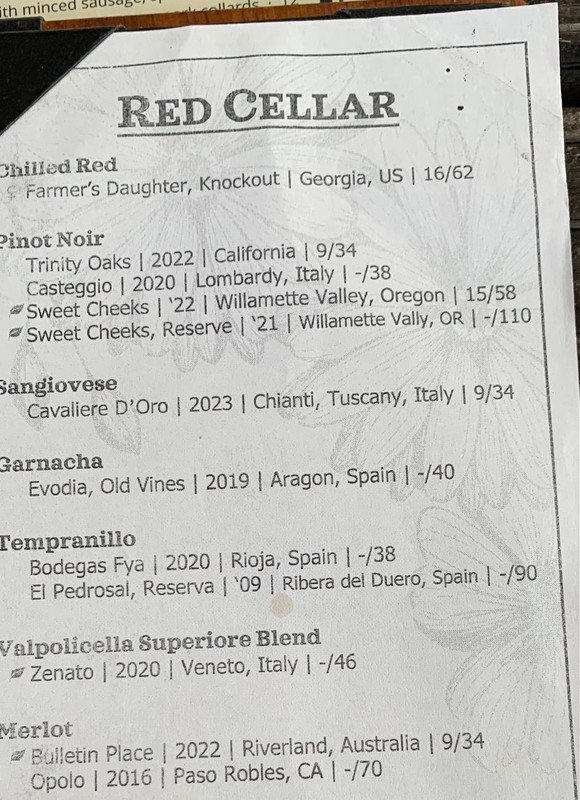 ith minced sausage,
cellards
RED CELLAR
Chilled Red
Farmer's Daughter, Knockout | Georgia, US | 16/62
Pinot Noir
Trinity Oaks | 2022 | California | 9/34
Casteggio | 2020 | Lombardy, Italy | -/38
Sweet Cheeks | '22 | Willamette Valley, Oregon | 15/58
Sweet Cheeks, Reserve | '21 | Willamette Vally, OR | -/110
Sangiovese
Cavaliere D'Oro | 2023 | Chianti, Tuscany, Italy | 9/34
Garnacha
Evodia, Old Vines | 2019 | Aragon, Spain | -/40
Tempranillo
Bodegas Fya | 2020 | Rioja, Spain | -/38
El Pedrosal, Reserva | '09 | Ribera del Duero, Spain | -/90
Valpolicella Superiore Blend
Zenato | 2020 | Veneto, Italy | -/46
Merlot
Bulletin Place | 2022 | Riverland, Australia | 9/34
Opolo | 2016 | Paso Robles, CA | -/70